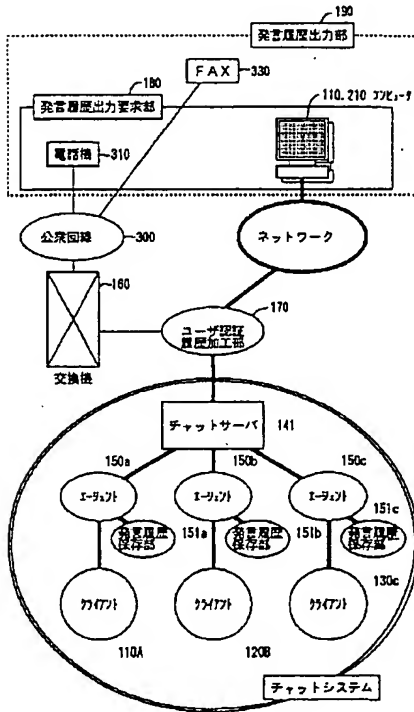 190
発言履歴出力部
FAX
330
180
発言履歴出力要求部
110.210 コンピュータ
電話機
310
公衆回線
300
ネットワーク
160
170
ユーザ認証
履歴加工部
交換機
チャットサーバ
141
150a
150b
150c
エージェント
エージェント
エージェント
151c
発言履歴
保存部
151a
発言履歴
保存部
151b
発言履歴
保存部
130c
クライアント
クライアント
クライアント
110A
120B
チャットシステム